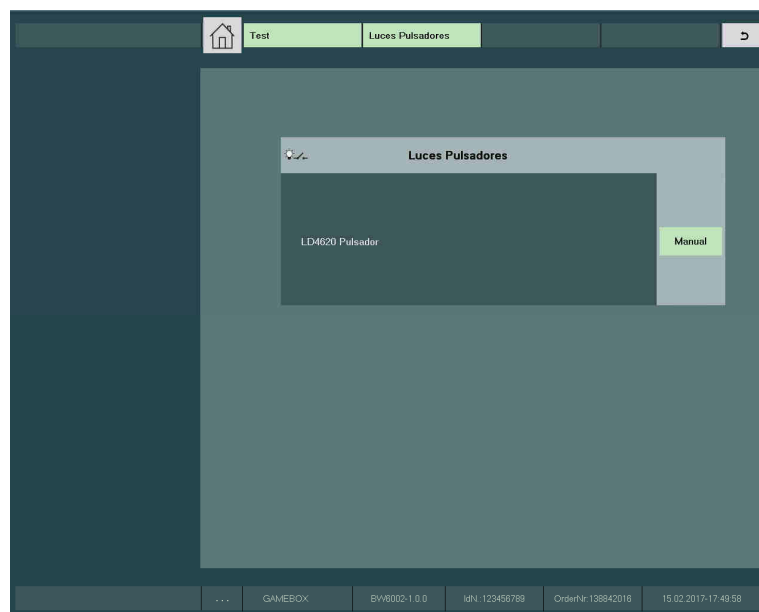 Test
Luces Pulsadores
Luces Pulsadores
LD4620 Pulsador
Manual
... GAMEBOX BW6002-1.0.0 IdN.:123456789 OrderNr:138842016 15.02.2017-17:49:58